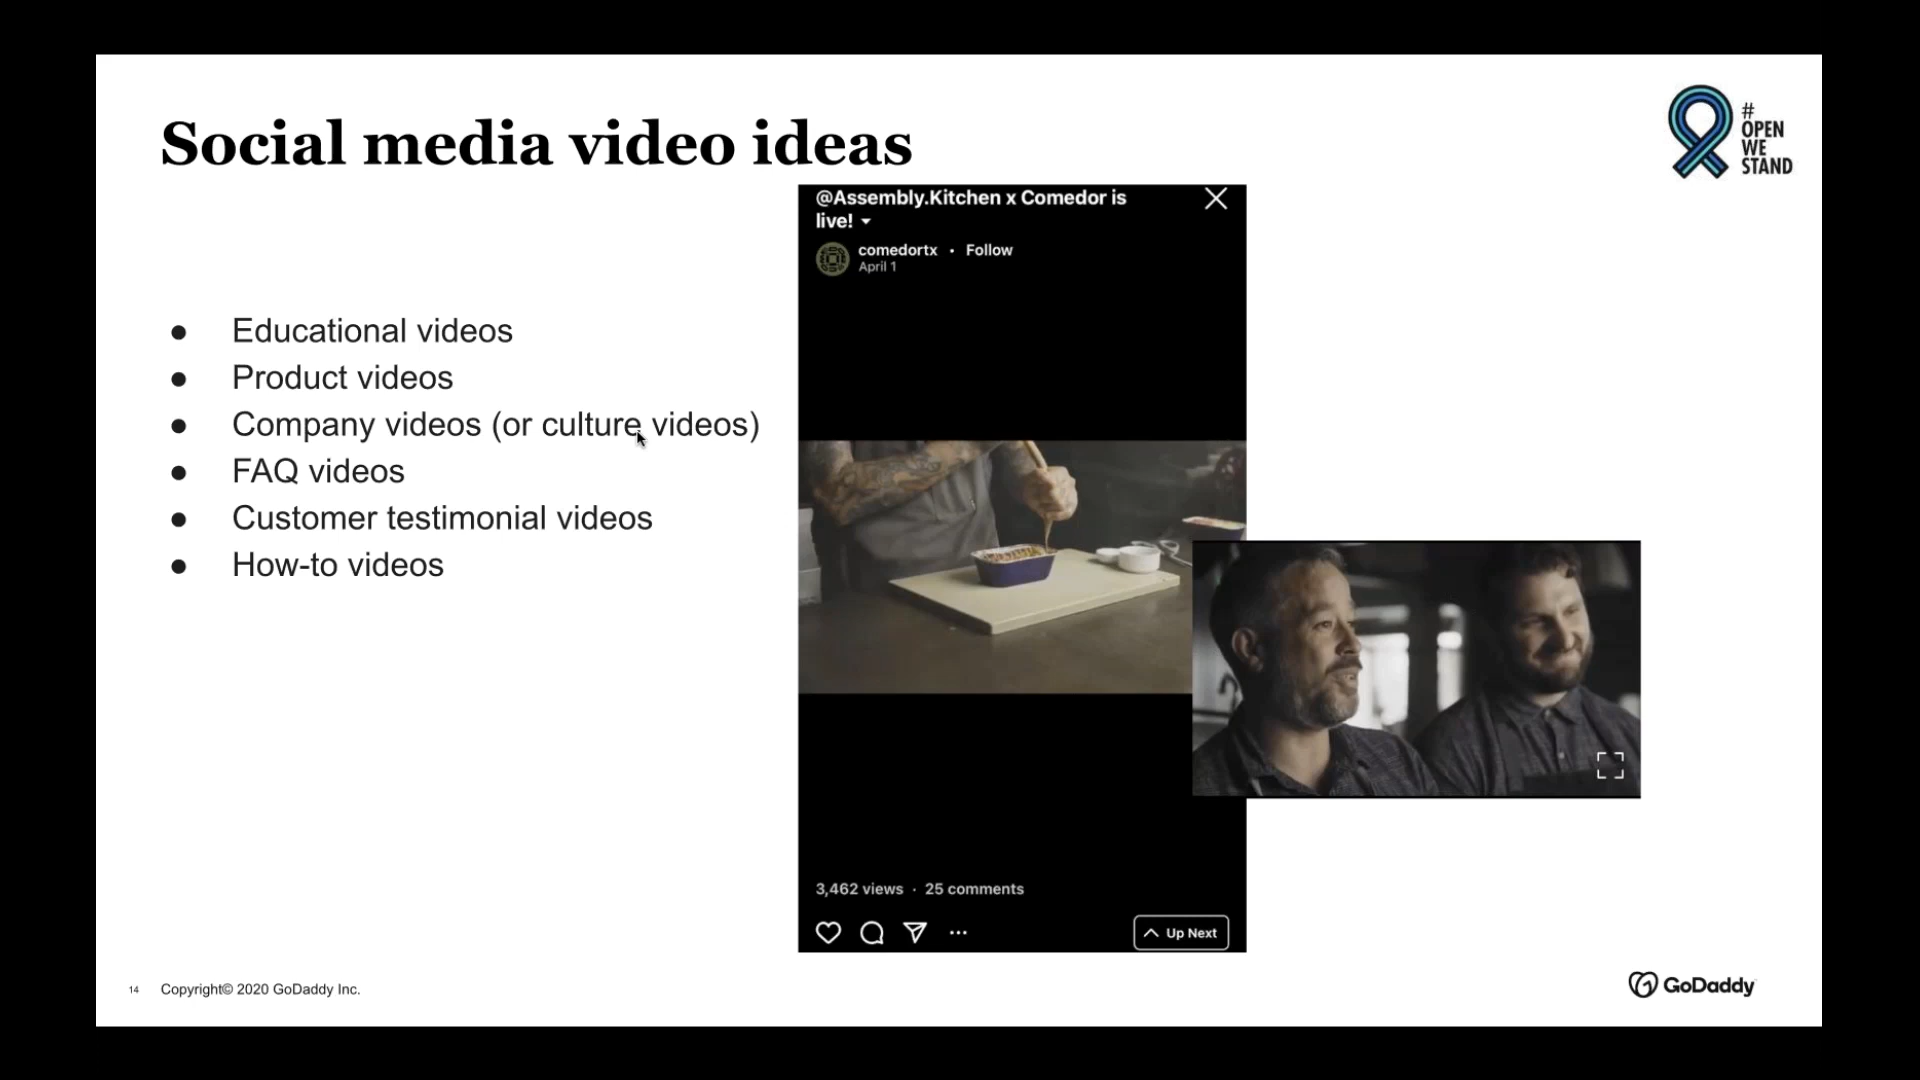 Social media video ideas
#
OPEN
WE
STAND
@Assembly.Kitchen x Comedor is
live!
comedortx · Follow
April 1
● Educational videos
● Product videos
● Company videos (or culture videos)
● FAQ videos
● Customer testimonial videos
● How-to videos
3,462 views · 25 comments
Up Next
14 Copyright© 2020 GoDaddy Inc.
GoDaddy